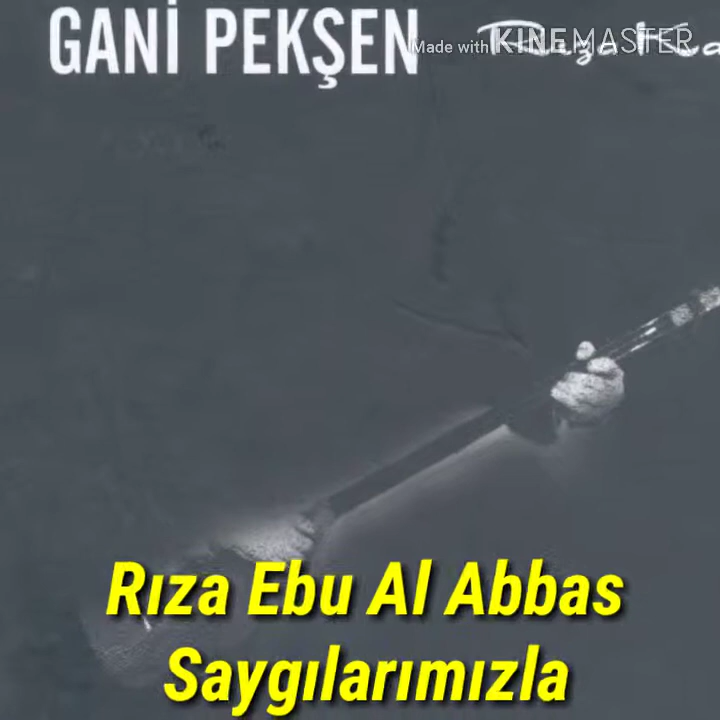 GANİ PEKŞEN
Made with KINEMASTER
Rıza Ebu Al Abbas
Saygılarımızla